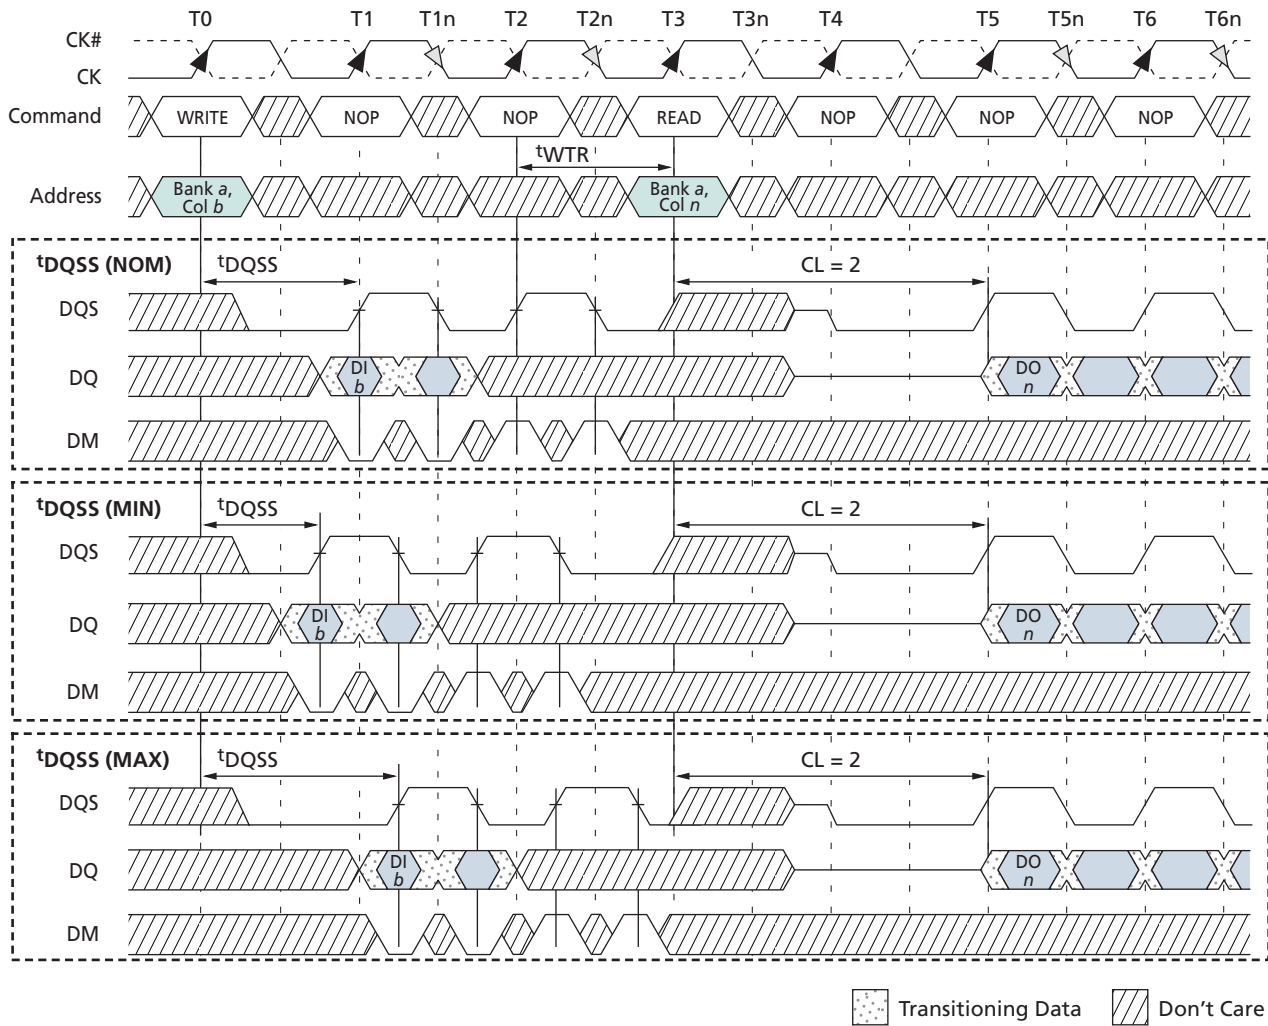 T0 T1 T1n T2 T2n T3 T3n T4 T5 T5n T6 T6n
CK#
CK
Command WRITE NOP NOP READ NOP NOP NOP
tWTR
Address Bank a, Col b Bank a, Col n
tDQSS (NOM) tDQSS CL = 2
DQS
DQ DI b DO n
DM
tDQSS (MIN) tDQSS CL = 2
DQS
DQ DI b DO n
DM
tDQSS (MAX) tDQSS CL = 2
DQS
DQ DI b DO n
DM
Transitioning Data Don't Care